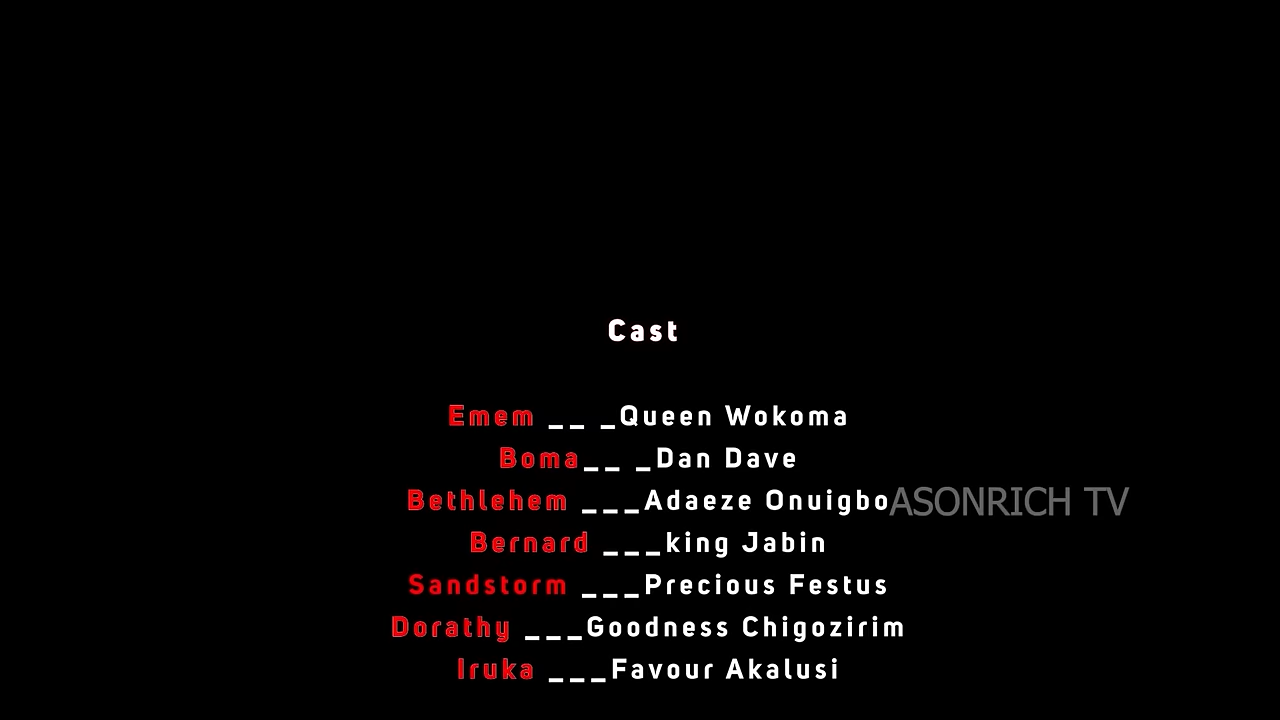 Cast
Emem __ _Queen Wokoma
Boma__ _Dan Dave
Bethlehem ___Adaeze Onuigbo
ASONRICH TV
Bernard ___king Jabin
Sandstorm ___Precious Festus
Dorathy ___Goodness Chigozirim
Iruka ___Favour Akalusi